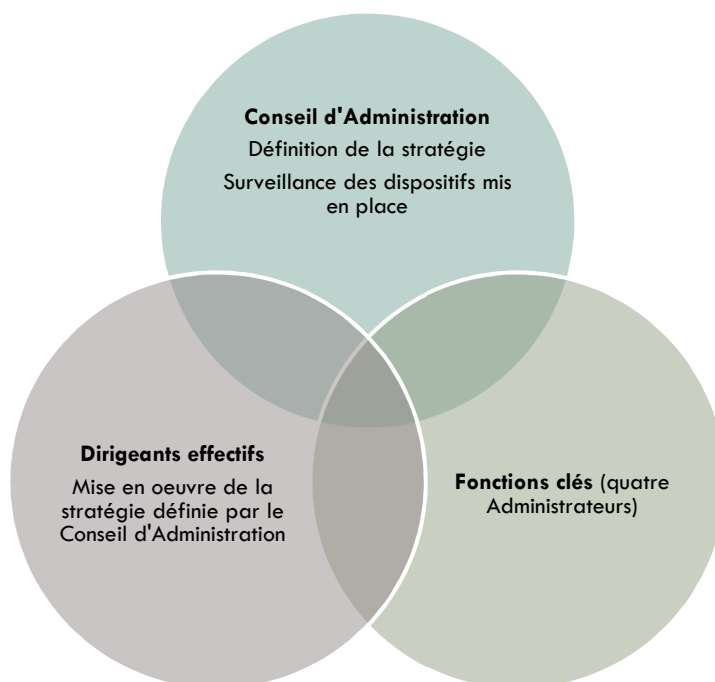 Conseil d'Administration
Définition de la stratégie
Surveillance des dispositifs mis
en place
Dirigeants effectifs
Mise en oeuvre de la
stratégie définie par le
Conseil d'Administration
Fonctions clés (quatre
Administrateurs)